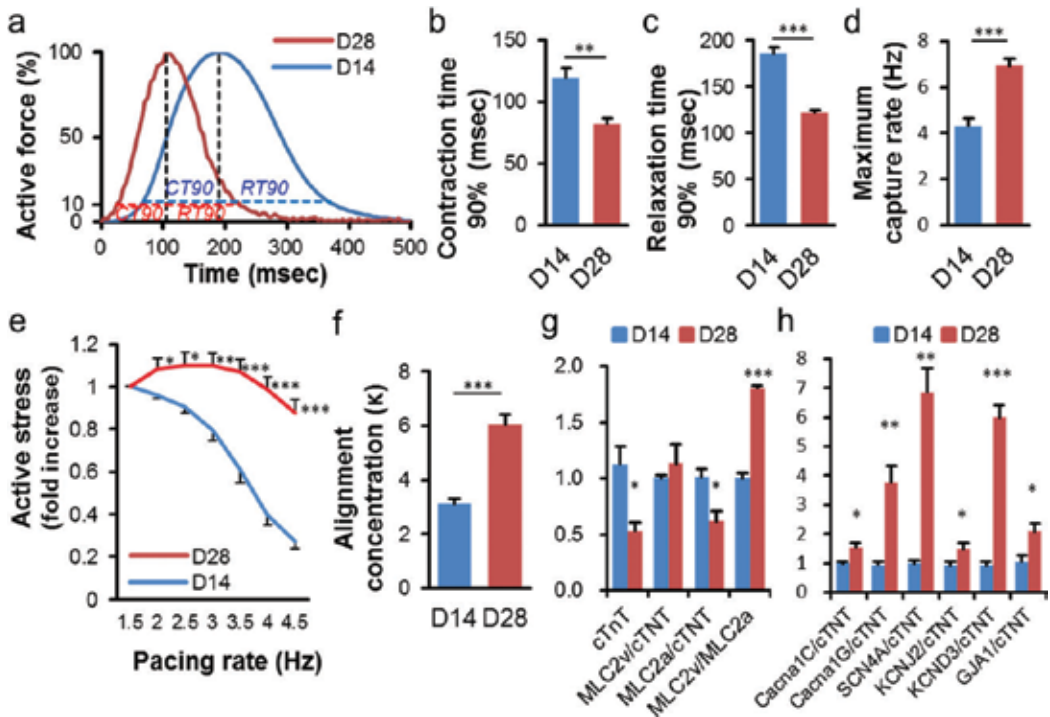 a
Active force (%)
100
50
10
0
D28
D14
CT90
RT90
CT90
RT90
0 100 200 300 400 500
Time (msec)
b
Contraction time
90% (msec)
150
100
50
0
**
D14
D28
c
Relaxation time
90% (msec)
200
150
100
50
0
***
D14
D28
d
Maximum
capture rate (Hz)
8
6
4
2
0
***
D14
D28
e
Active stress
(fold increase)
1.2
1
0.8
0.6
0.4
0.2
0
* * ** *** *** ***
D28
D14
1.5 2 2.5 3 3.5 4 4.5
Pacing rate (Hz)
f
Alignment
concentration (κ)
8
6
4
2
0
***
D14 D28
g
D14 D28
2.0
1.5
1.0
0.5
0.0
* * ***
cTnT
MLC2v/cTNT
MLC2a/cTNT
MLC2v/MLC2a
h
D14 D28
8
7
6
5
4
3
2
1
0
* ** ** * *** *
Cacna1C/cTNT
Cacna1G/cTNT
SCN4A/cTNT
KCNJ2/cTNT
KCND3/cTNT
GJA1/cTNT